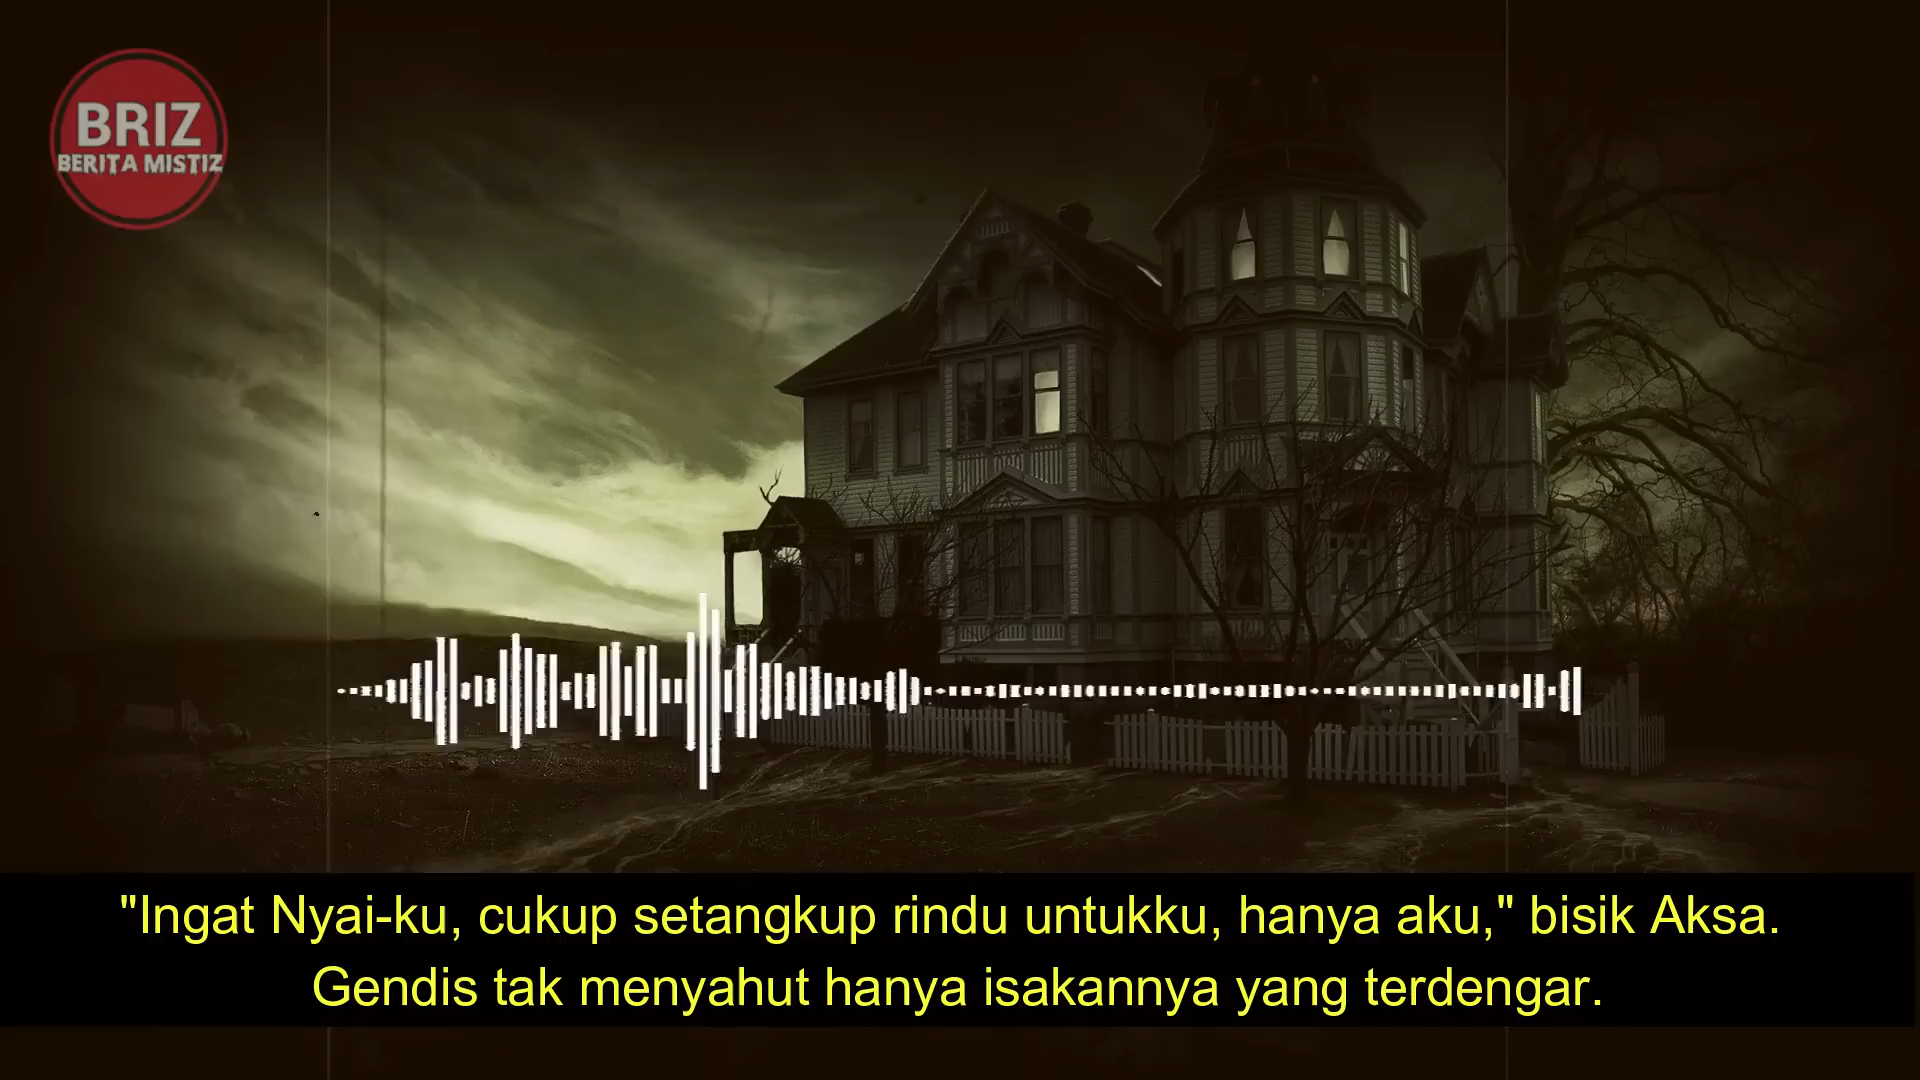 BRIZ
BERITA MISTIZ
"Ingat Nyai-ku, cukup setangkup rindu untukku, hanya aku," bisik Aksa.
Gendis tak menyahut hanya isakannya yang terdengar.